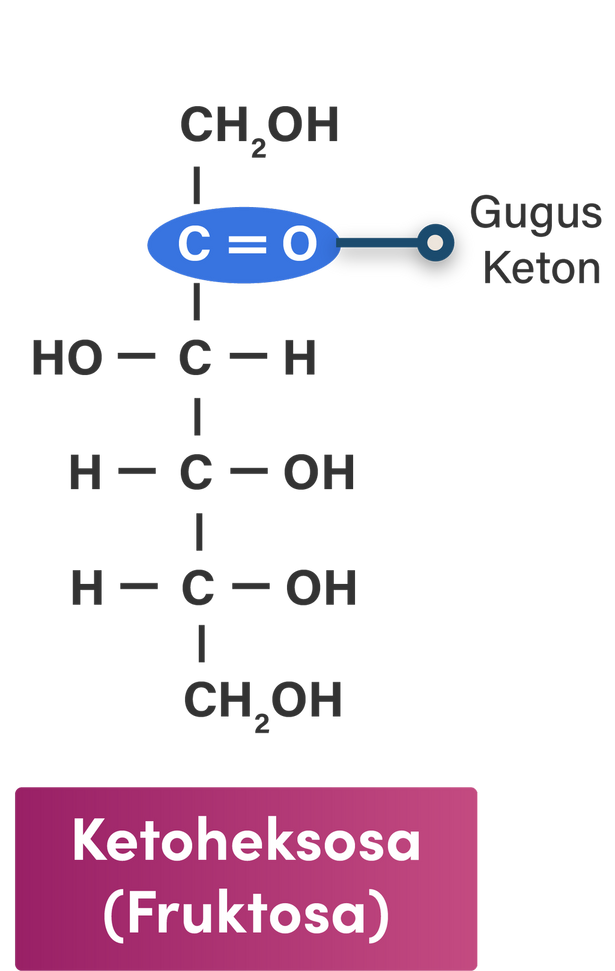 CH₂OH
C = O
Gugus
Keton
HO — C — H
H — C — OH
H — C — OH
CH₂OH
Ketoheksosa
(Fruktosa)